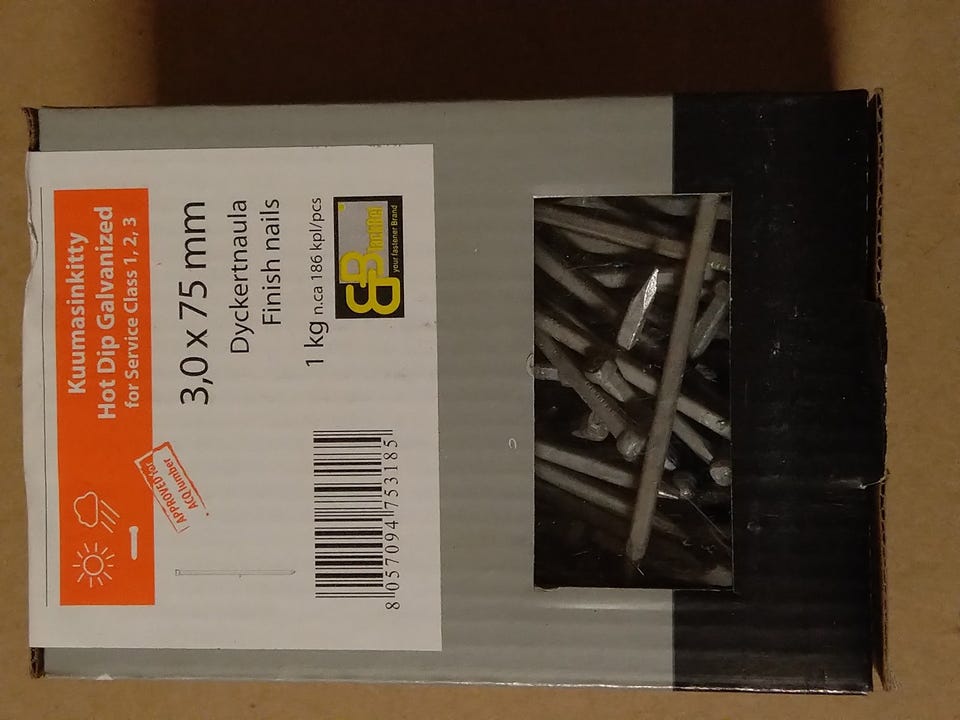 Kuumasinkitty
Hot Dip Galvanized
for Service Class 1, 2, 3
APPROVED for
ACQ lumber
3,0 x 75 mm
Dyckertnaula
Finish nails
1 kg n.ca 186 kpl/pcs
your fastener Brand
8 057094 753185